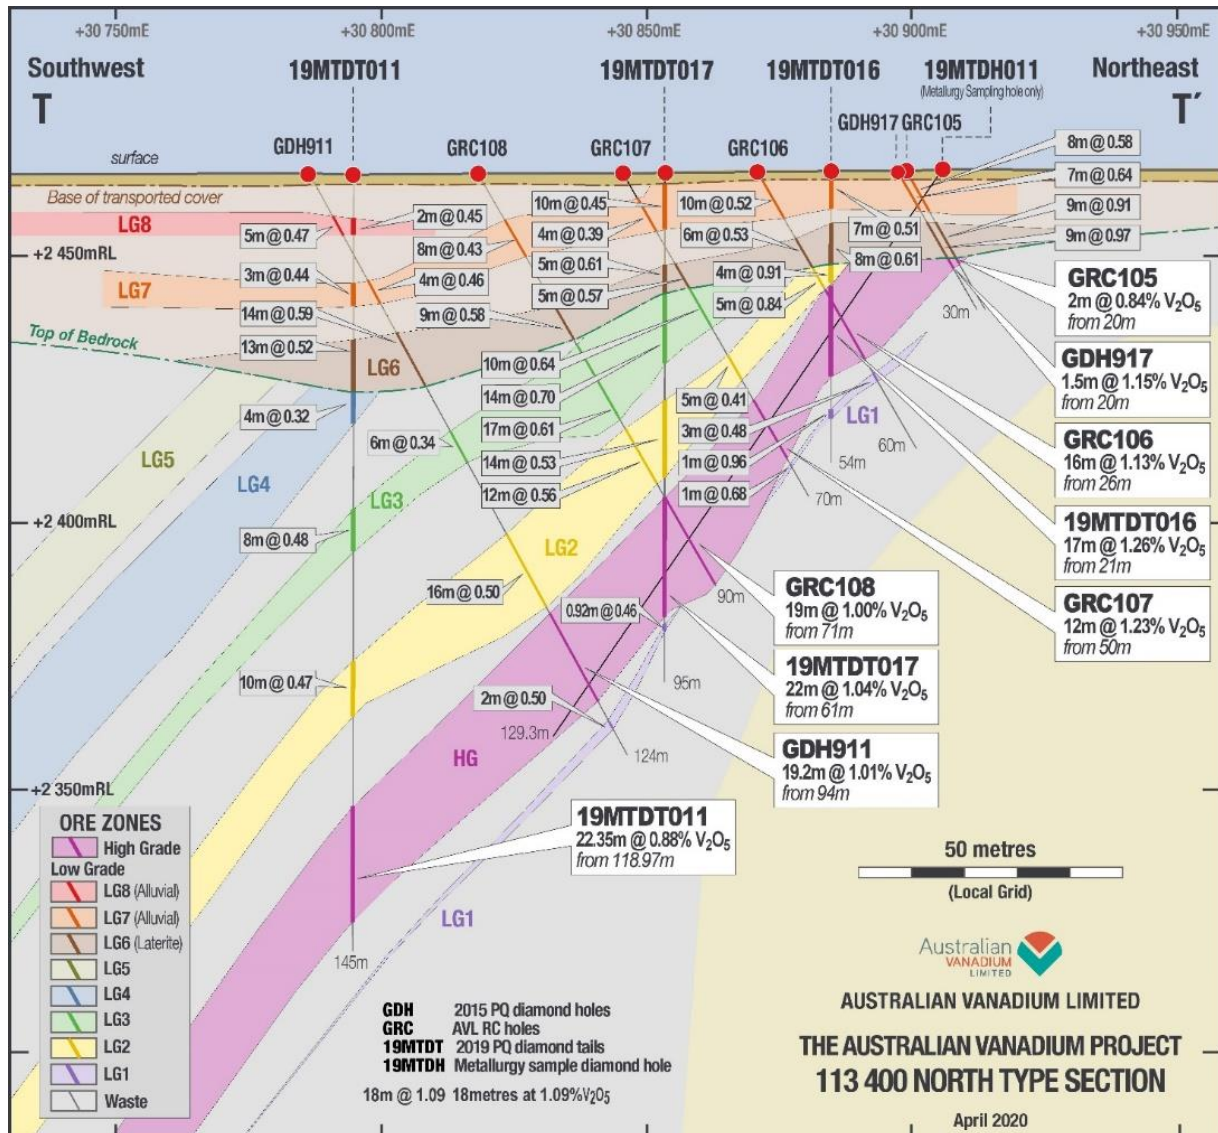 +30 750mE
+30 800mE
+30 850mE
+30 900mE
+30 950mE
Southwest
19MTDT011
19MTDT017
19MTDT016
19MTDH011
(Metallurgy Sampling hole only)
Northeast
T
T´
GDH917
GRC105
GDH911
GRC108
GRC107
GRC106
surface
Base of transported cover
8m @ 0.58
7m @ 0.64
9m @ 0.91
9m @ 0.97
LG8
5m @ 0.47
2m @ 0.45
8m @ 0.43
10m @ 0.45
4m @ 0.39
10m @ 0.52
6m @ 0.53
7m @ 0.51
8m @ 0.61
+2 450mRL
LG7
3m @ 0.44
4m @ 0.46
5m @ 0.61
5m @ 0.57
4m @ 0.91
5m @ 0.84
14m @ 0.59
9m @ 0.58
30m
Top of Bedrock
13m @ 0.52
LG6
10m @ 0.64
14m @ 0.70
17m @ 0.61
GRC105
2m @ 0.84% V₂O₅
from 20m
GDH917
1.5m @ 1.15% V₂O₅
from 20m
4m @ 0.32
6m @ 0.34
5m @ 0.41
3m @ 0.48
1m @ 0.96
1m @ 0.68
LG1
60m
54m
70m
GRC106
16m @ 1.13% V₂O₅
from 26m
LG5
LG4
LG3
14m @ 0.53
12m @ 0.56
+2 400mRL
8m @ 0.48
LG2
19MTDT016
17m @ 1.26% V₂O₅
from 21m
16m @ 0.50
0.92m @ 0.46
90m
GRC108
19m @ 1.00% V₂O₅
from 71m
GRC107
12m @ 1.23% V₂O₅
from 50m
10m @ 0.47
2m @ 0.50
95m
19MTDT017
22m @ 1.04% V₂O₅
from 61m
129.3m
124m
HG
GDH911
19.2m @ 1.01% V₂O₅
from 94m
+2 350mRL
19MTDT011
22.35m @ 0.88% V₂O₅
from 118.97m
LG1
145m
ORE ZONES
High Grade
Low Grade
LG8 (Alluvial)
LG7 (Alluvial)
LG6 (Laterite)
LG5
LG4
LG3
LG2
LG1
Waste
GDH 2015 PQ diamond holes
GRC AVL RC holes
19MTDT 2019 PQ diamond tails
19MTDH Metallurgy sample diamond hole
18m @ 1.09 18metres at 1.09%V₂O₅
50 metres
(Local Grid)
Australian
VANADIUM
LIMITED
AUSTRALIAN VANADIUM LIMITED
THE AUSTRALIAN VANADIUM PROJECT
113 400 NORTH TYPE SECTION
April 2020